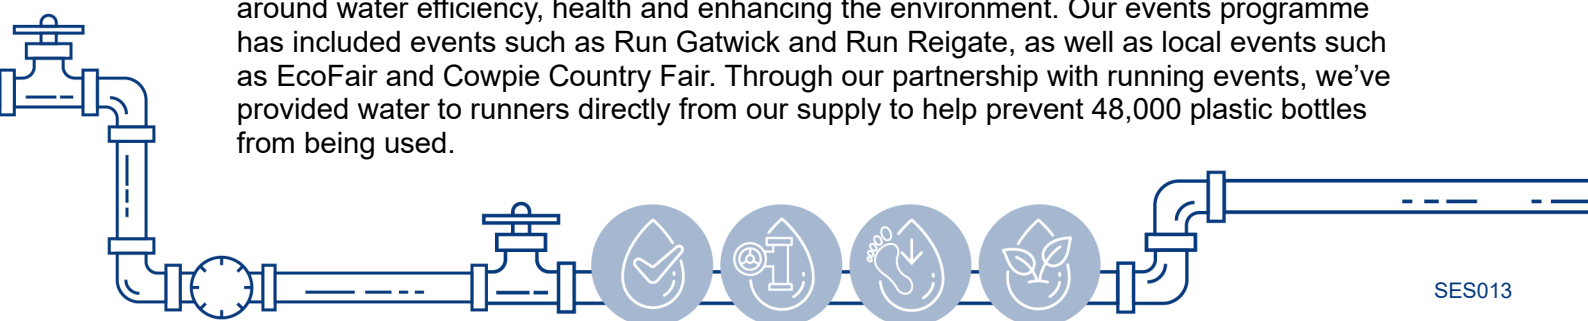 around water efficiency, health and enhancing the environment. Our events programme
has included events such as Run Gatwick and Run Reigate, as well as local events such
as EcoFair and Cowpie Country Fair. Through our partnership with running events, we’ve
provided water to runners directly from our supply to help prevent 48,000 plastic bottles
from being used.
SES013